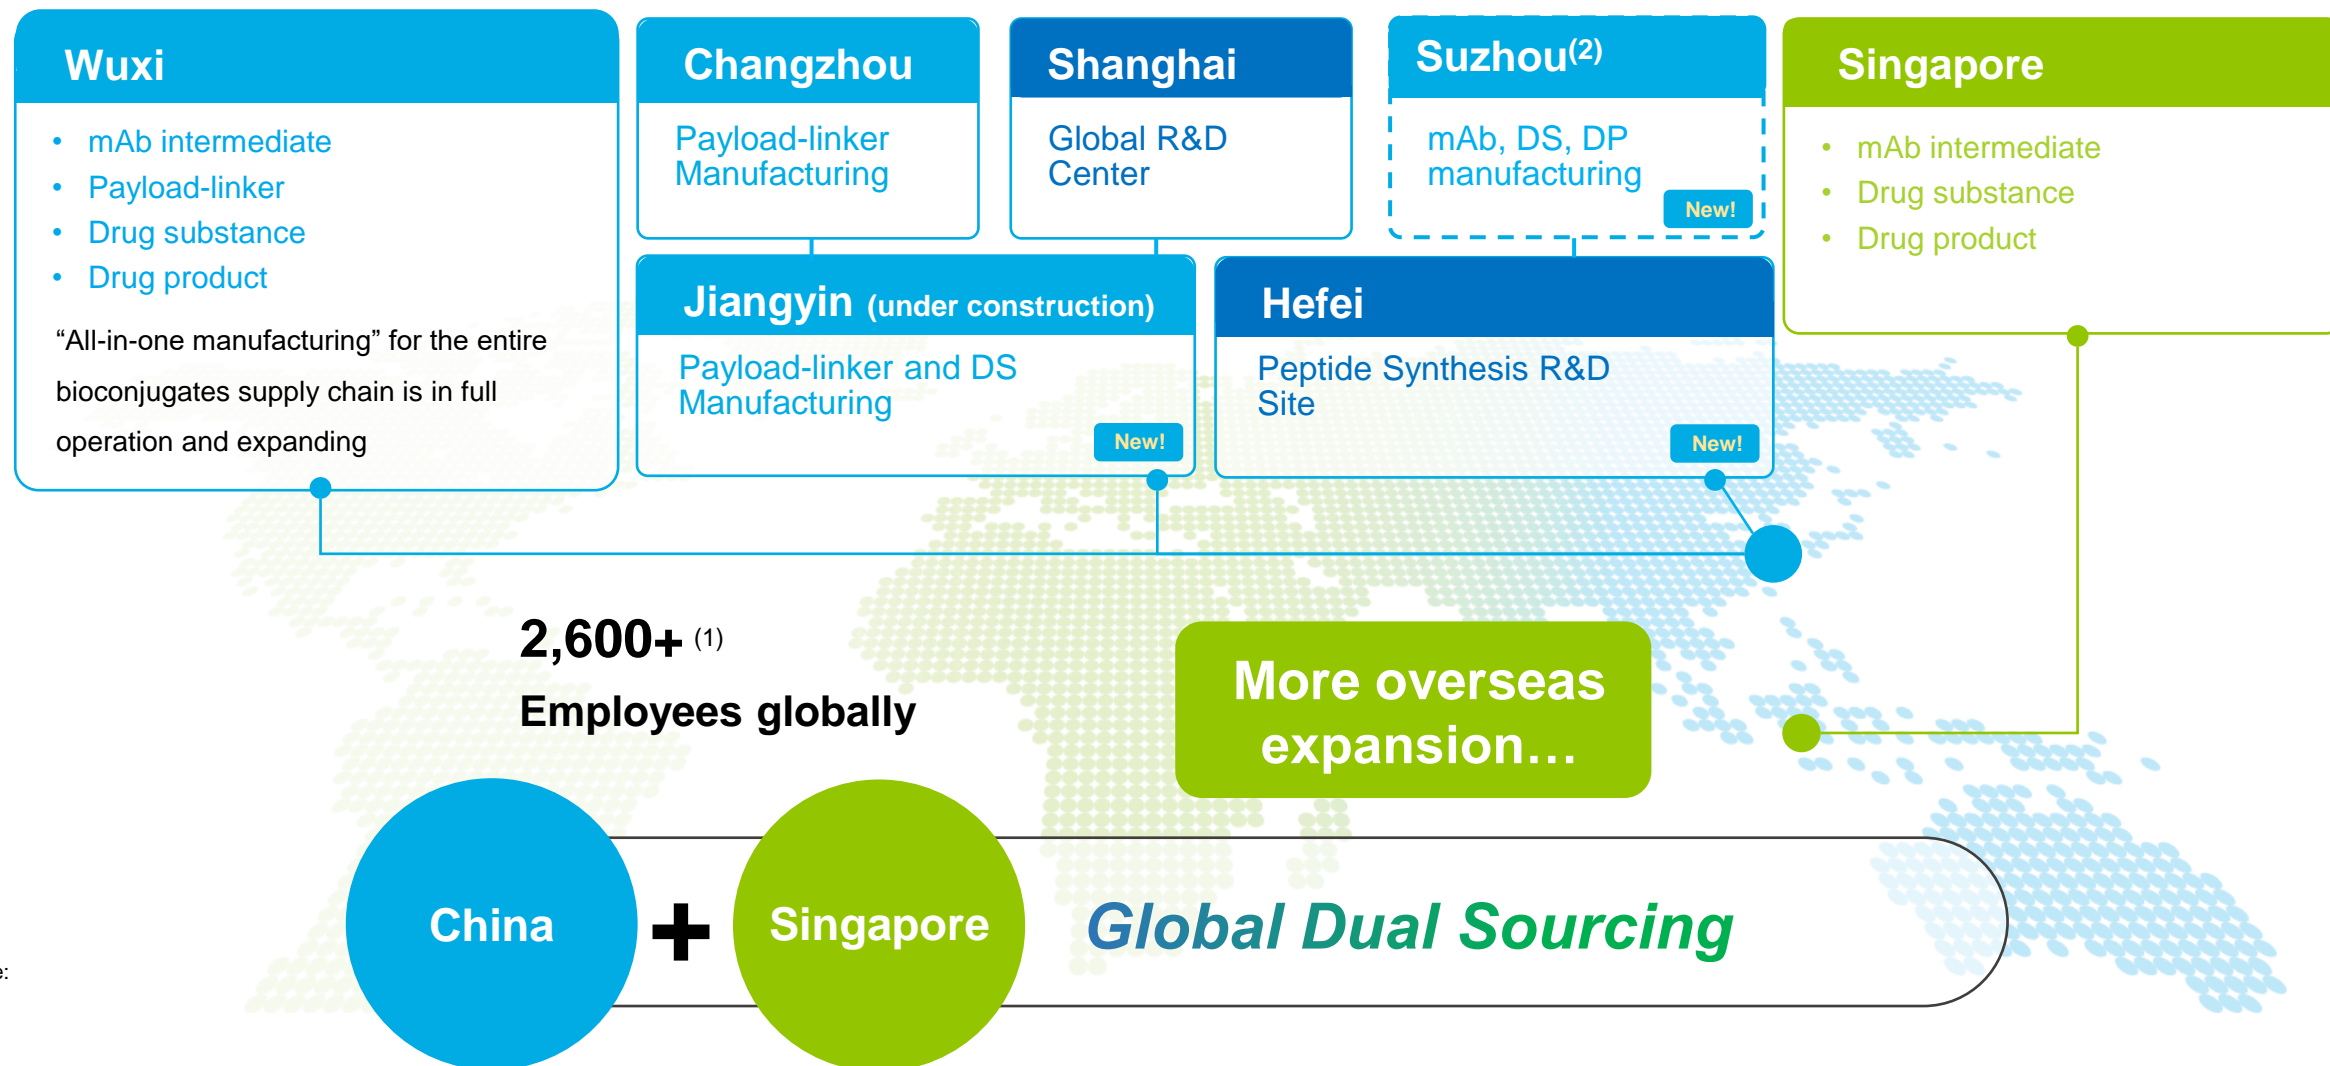 Wuxi
• mAb intermediate
• Payload-linker
• Drug substance
• Drug product
“All-in-one manufacturing” for the entire
bioconjugates supply chain is in full
operation and expanding
Changzhou
Payload-linker
Manufacturing
Shanghai
Global R&D
Center
Suzhou(2)
mAb, DS, DP
manufacturing
New!
Singapore
• mAb intermediate
• Drug substance
• Drug product
Jiangyin (under construction)
Payload-linker and DS
Manufacturing
New!
Hefei
Peptide Synthesis R&D
Site
New!
2,600+ (1)
Employees globally
More overseas
expansion…
China
+
Singapore
Global Dual Sourcing